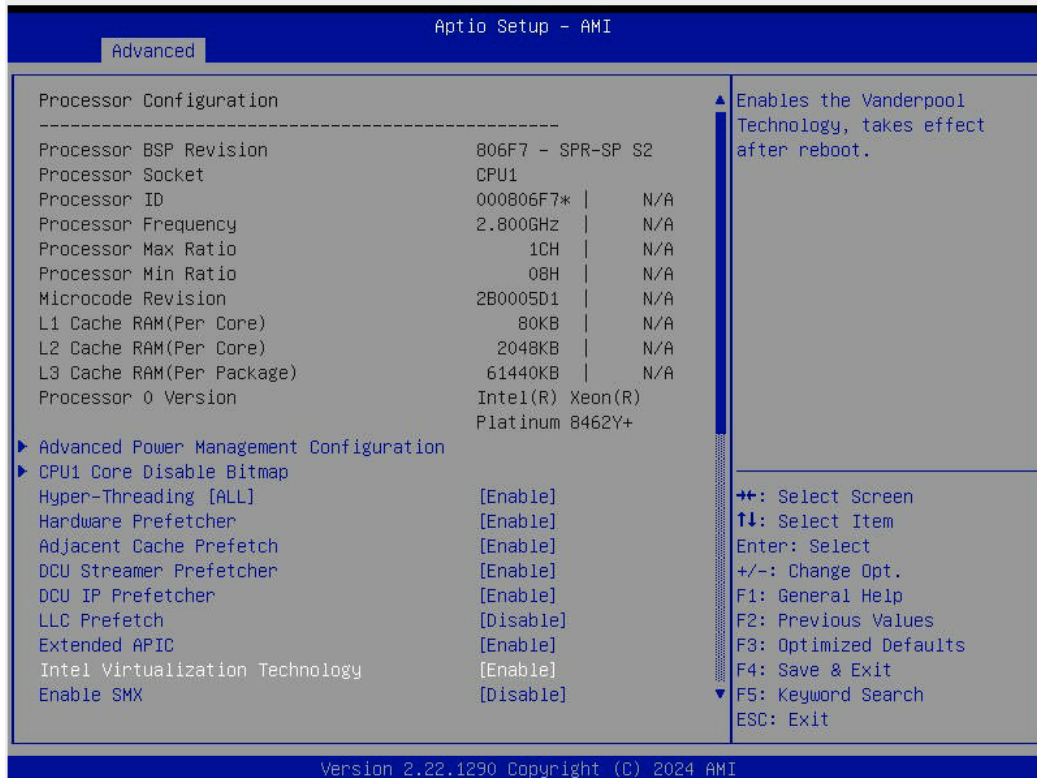 Aptio Setup - AMI
Advanced
Processor Configuration
--------------------------------------------------
Processor BSP Revision 806F7 - SPR-SP S2
Processor Socket CPU1
Processor ID 000806F7* | N/A
Processor Frequency 2.800GHz | N/A
Processor Max Ratio 1CH | N/A
Processor Min Ratio 08H | N/A
Microcode Revision 2B0005D1 | N/A
L1 Cache RAM(Per Core) 80KB | N/A
L2 Cache RAM(Per Core) 2048KB | N/A
L3 Cache RAM(Per Package) 61440KB | N/A
Processor 0 Version Intel(R) Xeon(R)
Platinum 8462Y+
Advanced Power Management Configuration
CPU1 Core Disable Bitmap
Hyper-Threading [ALL] [Enable]
Hardware Prefetcher [Enable]
Adjacent Cache Prefetch [Enable]
DCU Streamer Prefetcher [Enable]
DCU IP Prefetcher [Enable]
LLC Prefetch [Disable]
Extended APIC [Enable]
Intel Virtualization Technology [Enable]
Enable SMX [Disable]
Enables the Vanderpool
Technology, takes effect
after reboot.
→←: Select Screen
↑↓: Select Item
Enter: Select
+/-: Change Opt.
F1: General Help
F2: Previous Values
F3: Optimized Defaults
F4: Save & Exit
F5: Keyword Search
ESC: Exit
Version 2.22.1290 Copyright (C) 2024 AMI